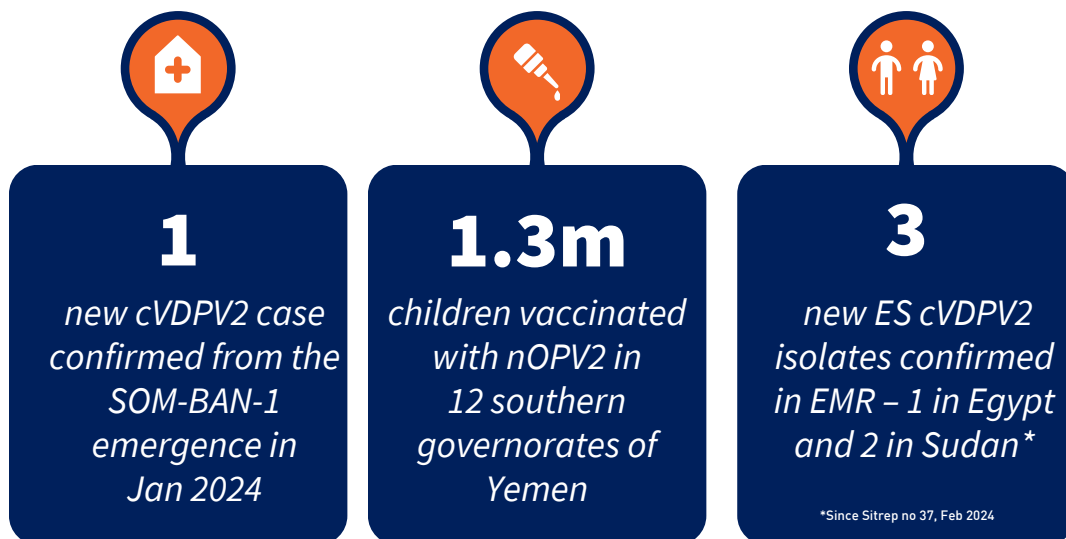 1
new cVDPV2 case
confirmed from the
SOM-BAN-1
emergence in
Jan 2024
1.3m
children vaccinated
with nOPV2 in
12 southern
governorates of
Yemen
3
new ES cVDPV2
isolates confirmed
in EMR – 1 in Egypt
and 2 in Sudan*
*Since Sitrep no 37, Feb 2024